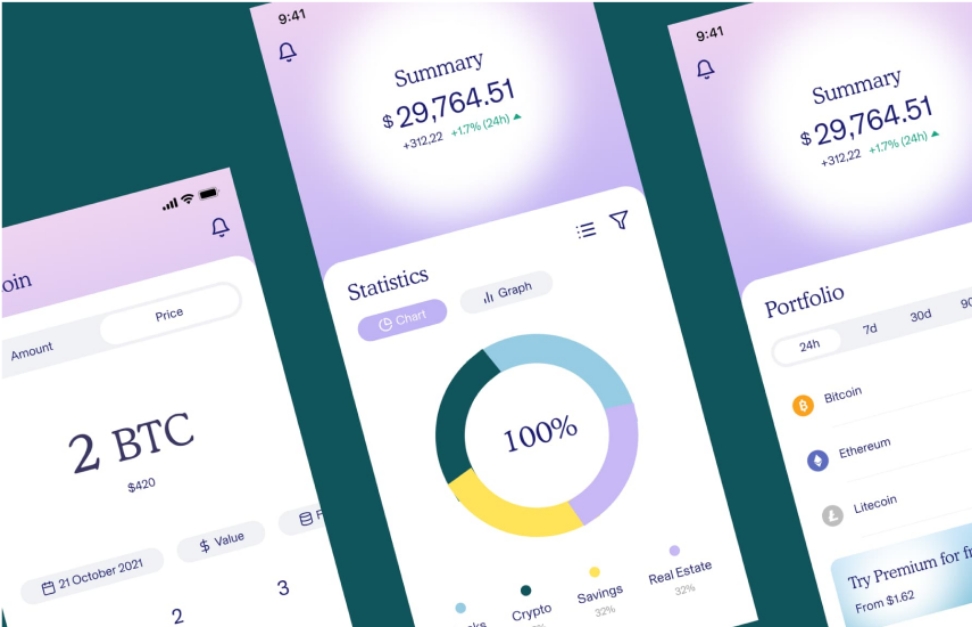 oin
Amount
Price
2 BTC
$420
21 October 2021
$ Value
2
3
9:41
Summary
$29,764.51
+312,22 +1.7% (24h)
Statistics
Chart
Graph
100%
Crypto
Savings
32%
Real Estate
32%
9:41
Summary
$29,764.51
+312,22 +1.7% (24h)
Portfolio
24h
7d
30d
90
Bitcoin
Ethereum
Litecoin
Try Premium for fr
From $1.62